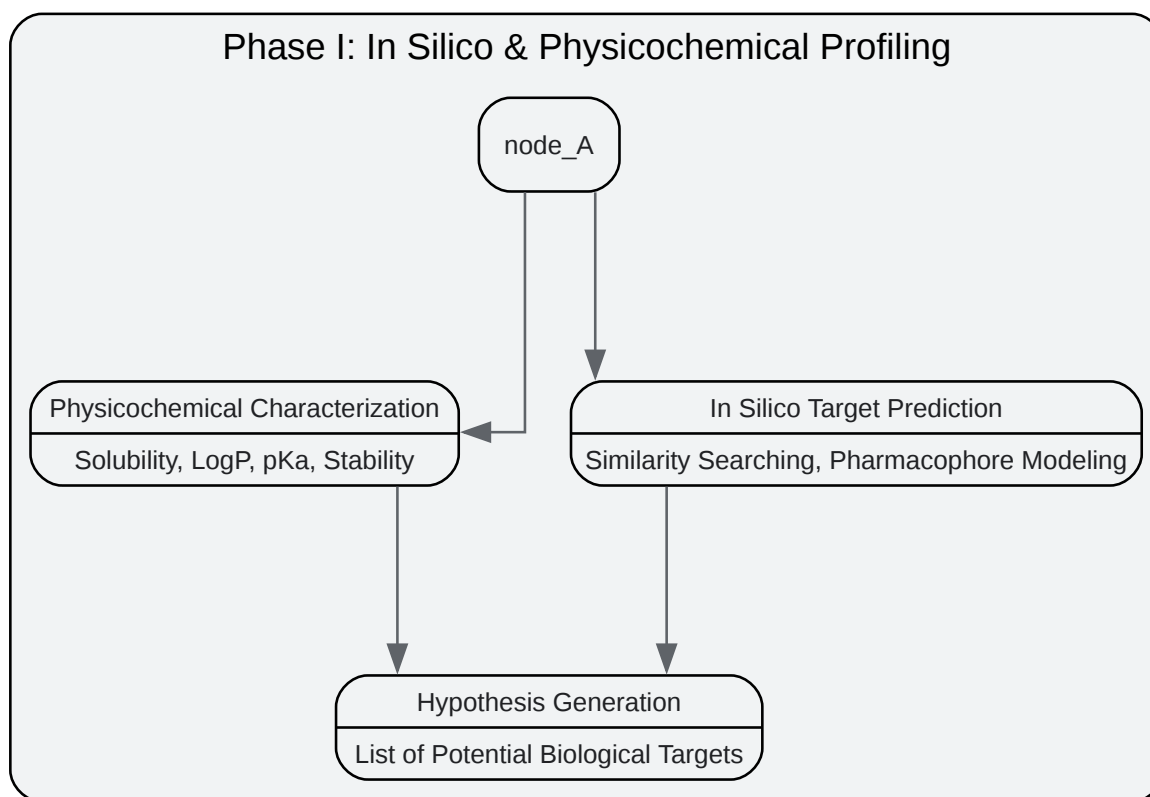 Phase I: In Silico & Physicochemical Profiling
node_A
Physicochemical Characterization
Solubility, LogP, pKa, Stability
In Silico Target Prediction
Similarity Searching, Pharmacophore Modeling
Hypothesis Generation
List of Potential Biological Targets